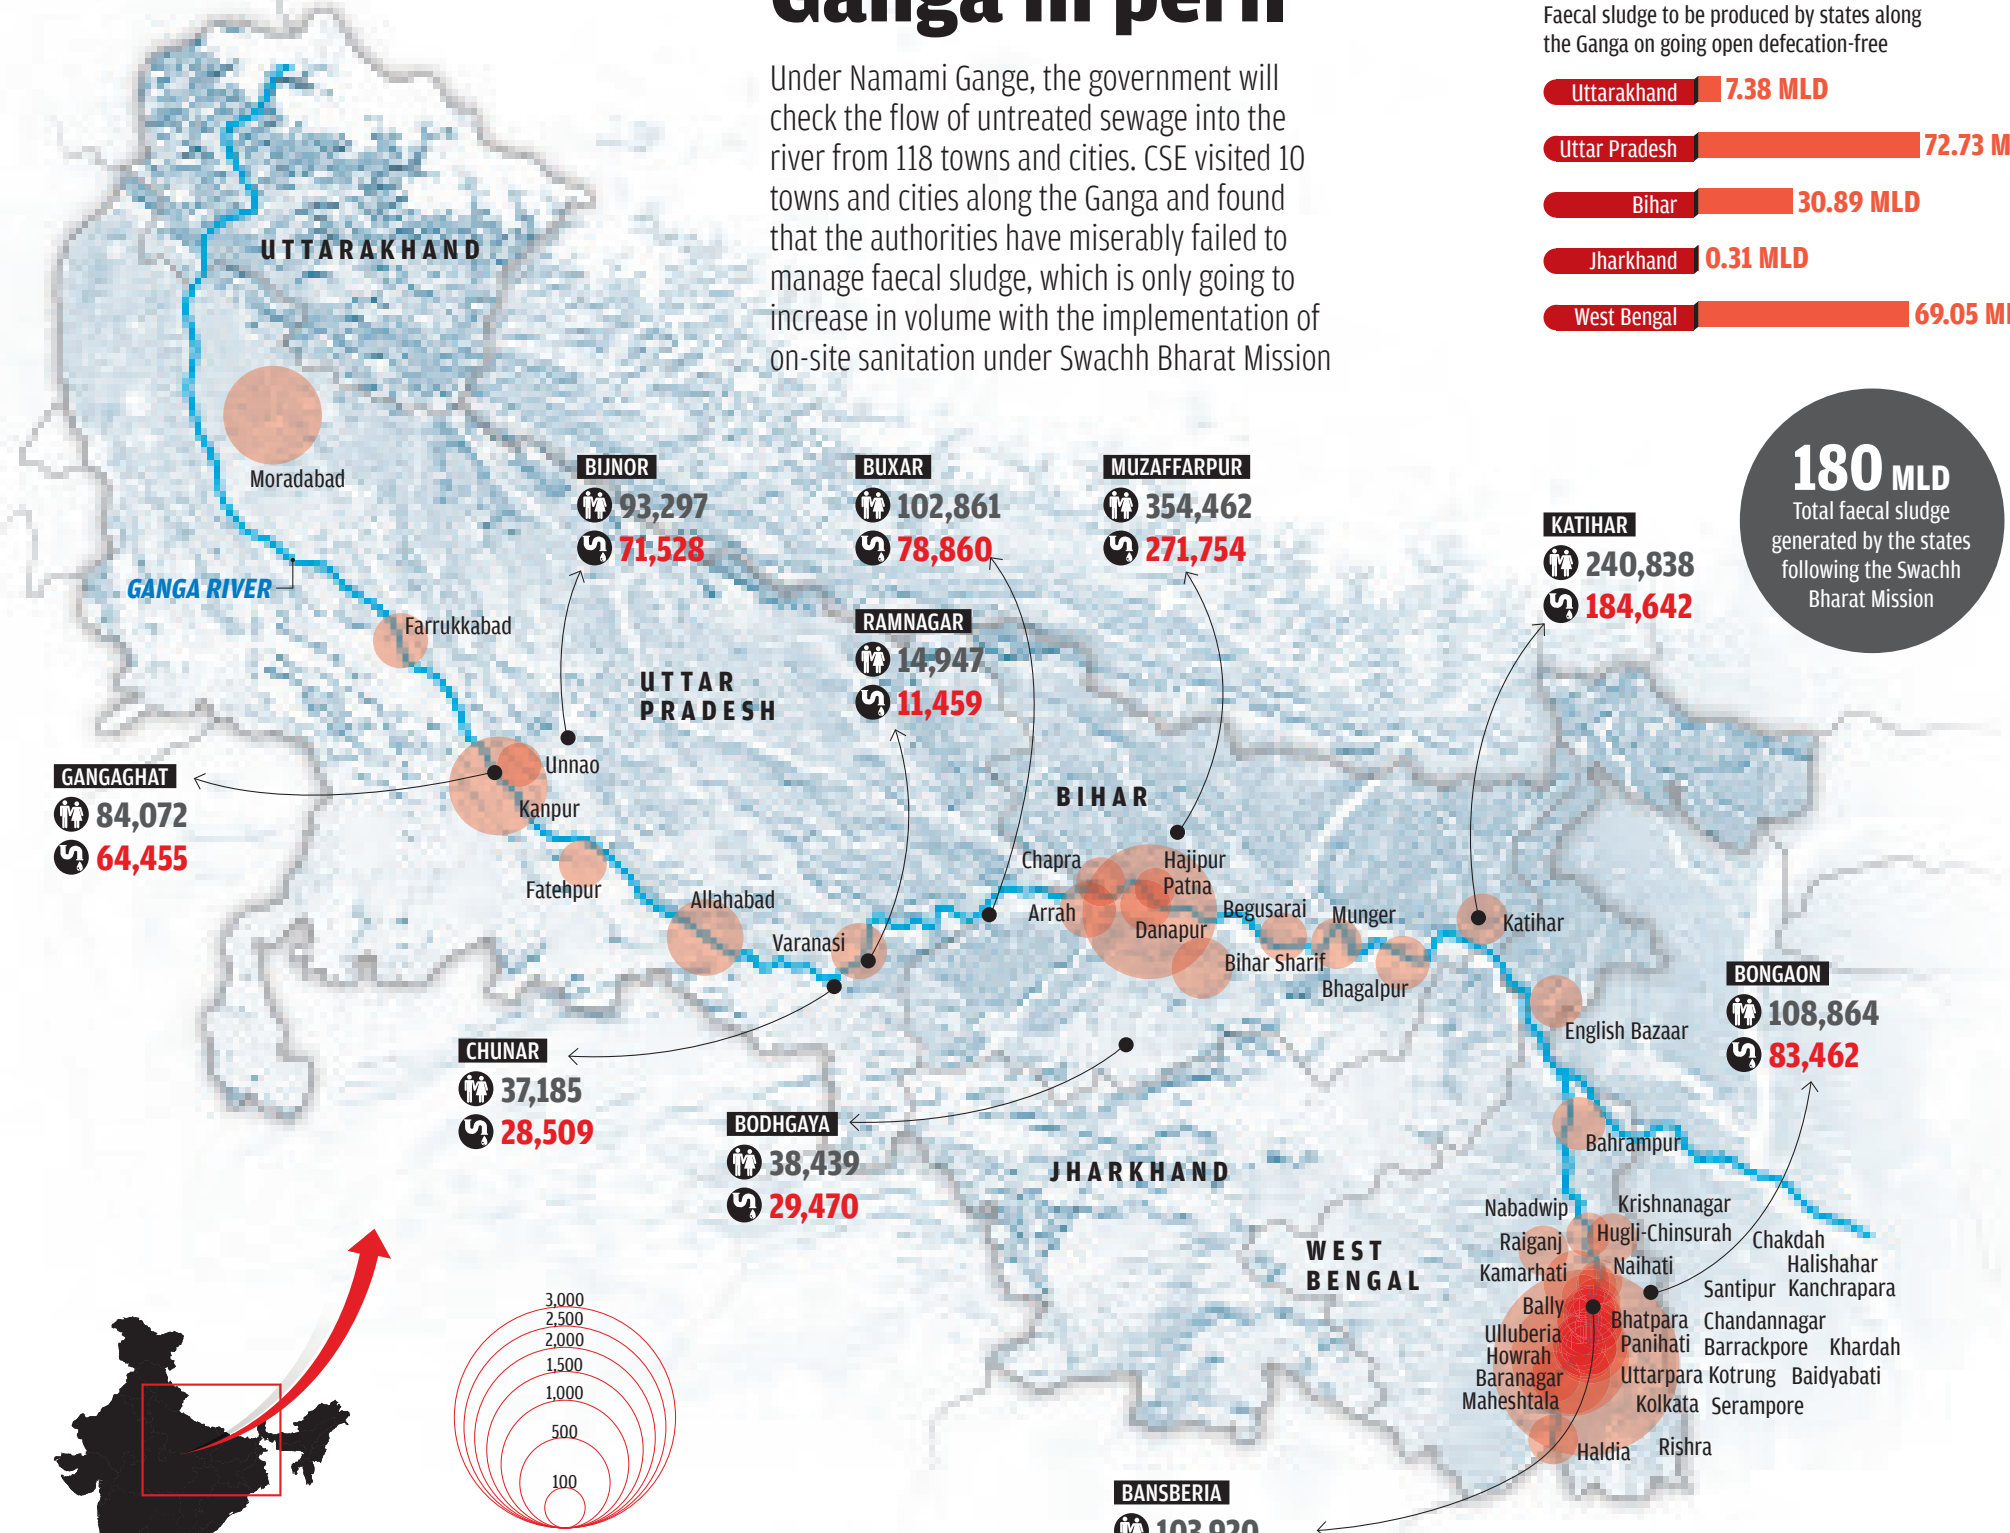 Ganga in peril
Under Namami Gange, the government will
check the flow of untreated sewage into the
river from 118 towns and cities. CSE visited 10
towns and cities along the Ganga and found
that the authorities have miserably failed to
manage faecal sludge, which is only going to
increase in volume with the implementation of
on-site sanitation under Swachh Bharat Mission
Faecal sludge to be produced by states along
the Ganga on going open defecation-free
Uttarakhand 7.38 MLD
Uttar Pradesh 72.73 M
Bihar 30.89 MLD
Jharkhand 0.31 MLD
West Bengal 69.05 ML
180 MLD
Total faecal sludge
generated by the states
following the Swachh
Bharat Mission
UTTARAKHAND
Moradabad
GANGA RIVER
Farrukkabad
BIJNOR
93,297
71,528
BUXAR
102,861
78,860
MUZAFFARPUR
354,462
271,754
KATIHAR
240,838
184,642
RAMNAGAR
14,947
11,459
UTTAR
PRADESH
GANGAGHAT
84,072
64,455
Unnao
Kanpur
Fatehpur
Allahabad
Varanasi
BIHAR
Chapra
Hajipur
Patna
Arrah
Danapur
Begusarai
Munger
Bihar Sharif
Bhagalpur
Katihar
English Bazaar
BONGAON
108,864
83,462
CHUNAR
37,185
28,509
BODHGAYA
38,439
29,470
JHARKHAND
WEST
BENGAL
Bahrampur
Nabadwip
Krishnanagar
Raiganj
Hugli-Chinsurah
Chakdah
Kamarhati
Naihati
Halishahar
Santipur
Kanchrapara
Bally
Bhatpara
Chandannagar
Ulluberia
Panihati
Barrackpore
Khardah
Howrah
Baranagar
Uttarpara Kotrung
Baidyabati
Maheshtala
Kolkata
Serampore
Haldia
Rishra
3,000
2,500
2,000
1,500
1,000
500
100
BANSBERIA
103,920